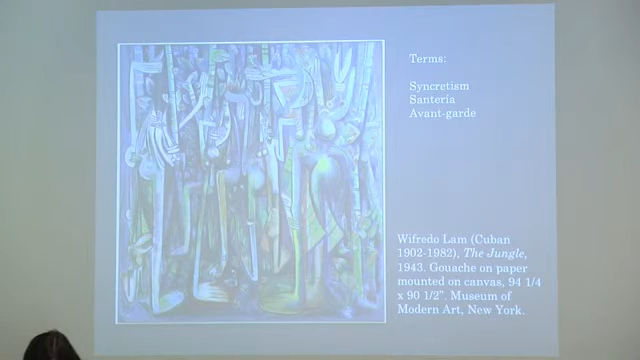 Terms:
Syncretism
Santería
Avant-garde
Wifredo Lam (Cuban
1902-1982), The Jungle,
1943. Gouache on paper
mounted on canvas, 94 1/4
x 90 1/2”. Museum of
Modern Art, New York.